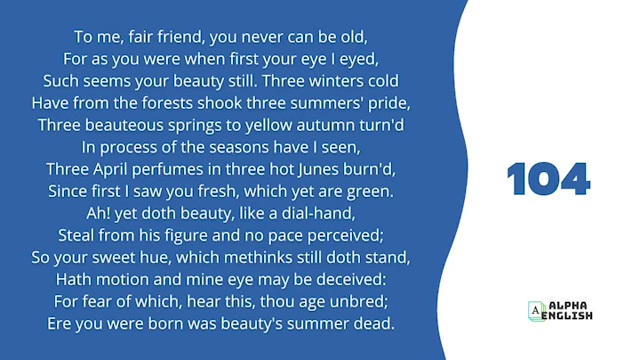 To me, fair friend, you never can be old,
For as you were when first your eye I eyed,
Such seems your beauty still. Three winters cold
Have from the forests shook three summers' pride,
Three beauteous springs to yellow autumn turn'd
In process of the seasons have I seen,
Three April perfumes in three hot Junes burn'd,
Since first I saw you fresh, which yet are green.
Ah! yet doth beauty, like a dial-hand,
Steal from his figure and no pace perceived;
So your sweet hue, which methinks still doth stand,
Hath motion and mine eye may be deceived:
For fear of which, hear this, thou age unbred;
Ere you were born was beauty's summer dead.
104
A
ALPHA
ENGLISH